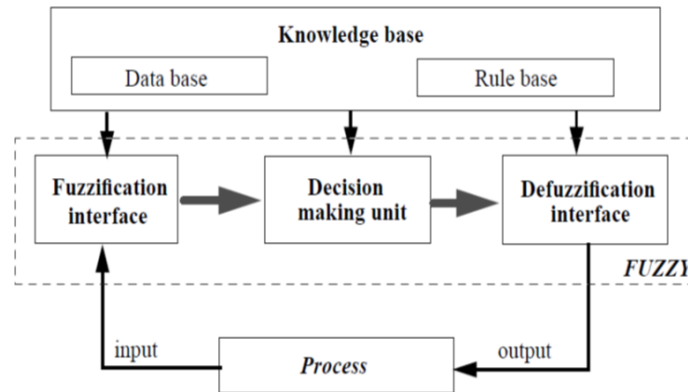 Knowledge base
Data base
Rule base
Fuzzification
interface
Decision
making unit
Defuzzification
interface
FUZZY
input
Process
output